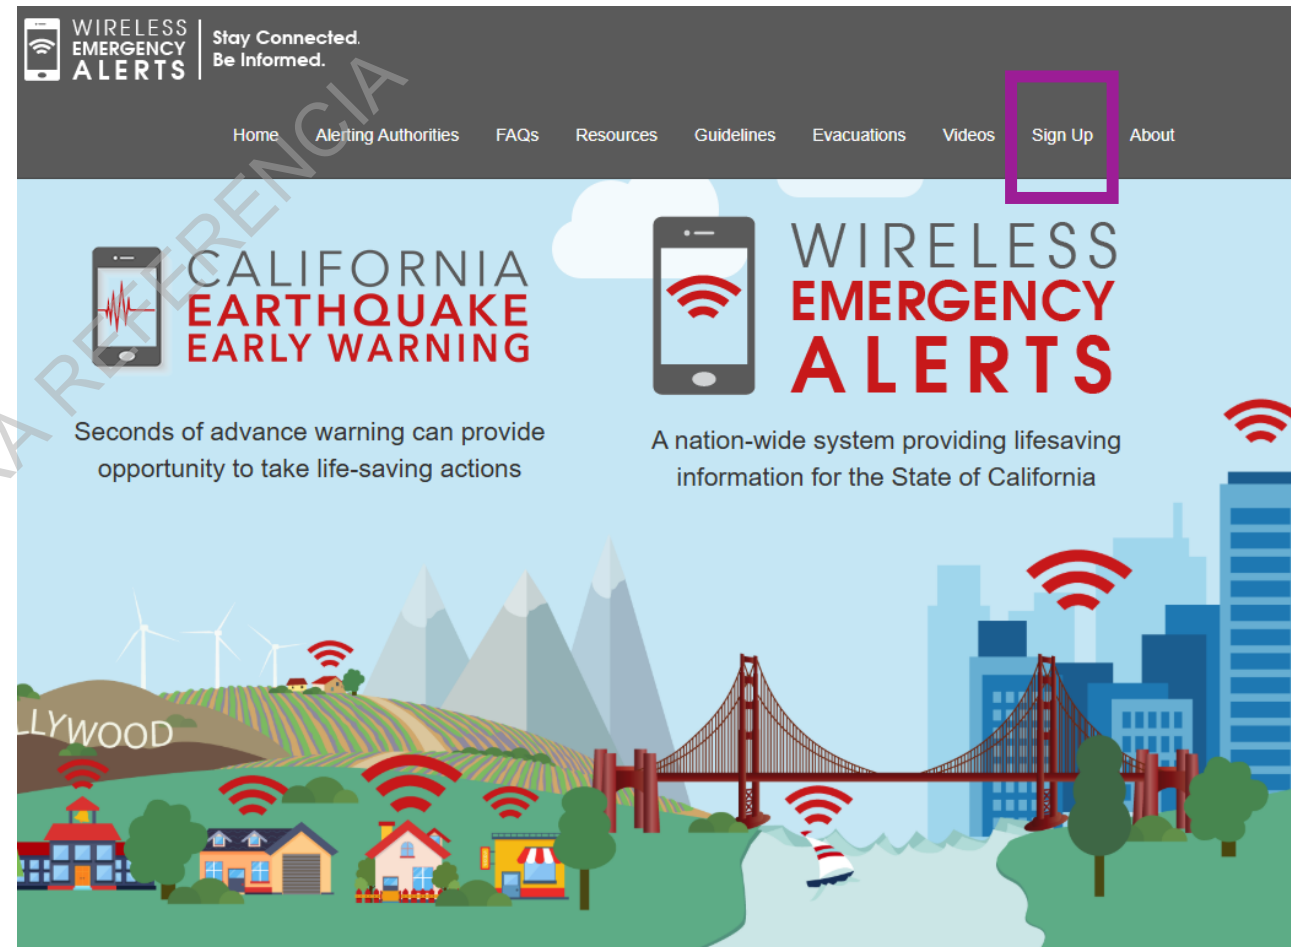 WIRELESS
EMERGENCY
ALERTS
Stay Connected.
Be Informed.
Home Alerting Authorities FAQs Resources Guidelines Evacuations Videos Sign Up About
CALIFORNIA
EARTHQUAKE
EARLY WARNING
Seconds of advance warning can provide
opportunity to take life-saving actions
WIRELESS
EMERGENCY
ALERTS
A nation-wide system providing lifesaving
information for the State of California
LLYWOOD
REFERENCIA